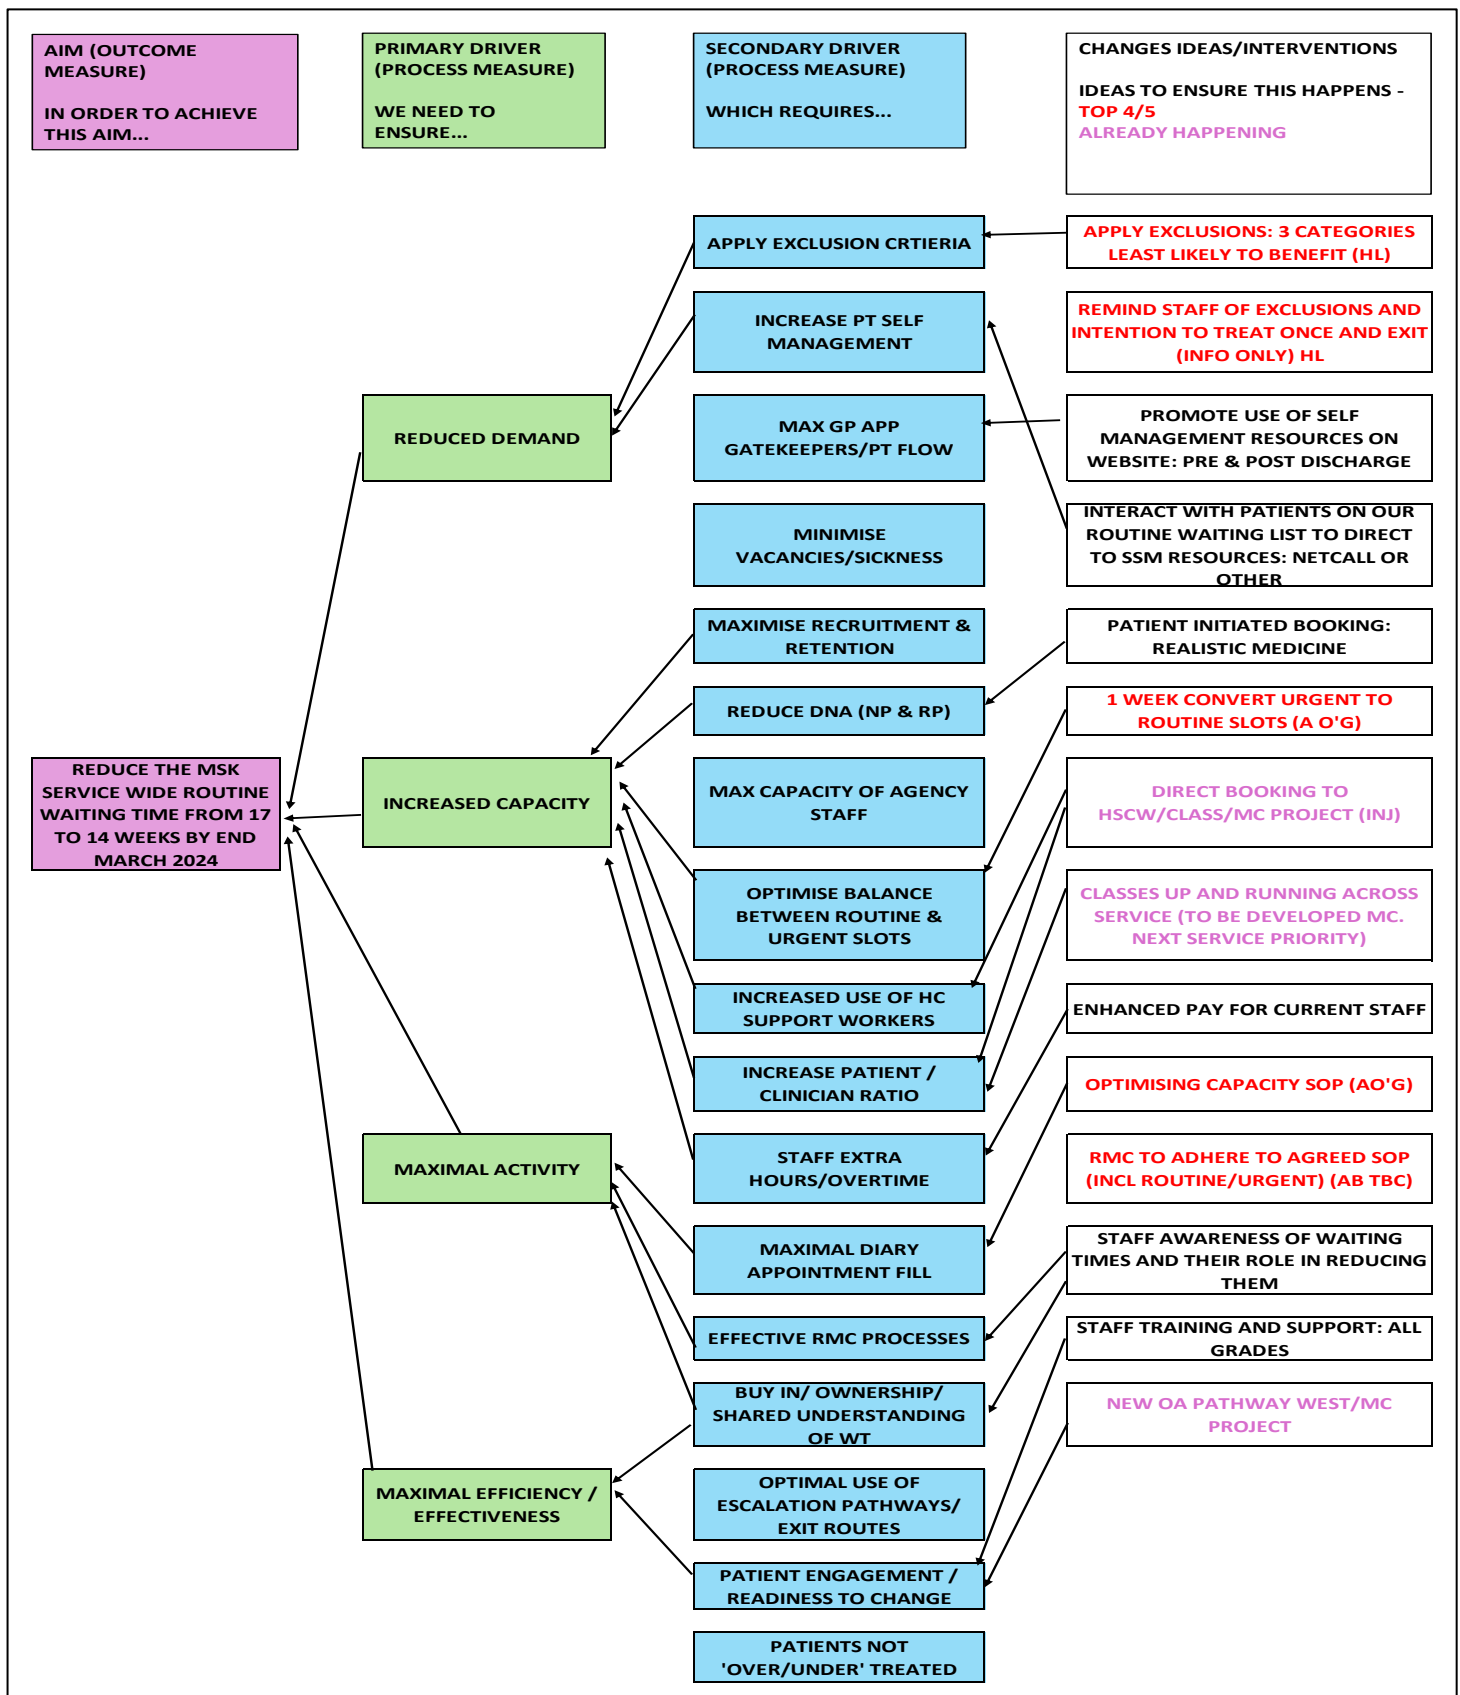 AIM (OUTCOME
MEASURE)
IN ORDER TO ACHIEVE
THIS AIM...
PRIMARY DRIVER
(PROCESS MEASURE)
WE NEED TO
ENSURE...
SECONDARY DRIVER
(PROCESS MEASURE)
WHICH REQUIRES...
CHANGES IDEAS/INTERVENTIONS
IDEAS TO ENSURE THIS HAPPENS -
TOP 4/5
ALREADY HAPPENING
REDUCE THE MSK
SERVICE WIDE ROUTINE
WAITING TIME FROM 17
TO 14 WEEKS BY END
MARCH 2024
REDUCED DEMAND
INCREASED CAPACITY
MAXIMAL ACTIVITY
MAXIMAL EFFICIENCY /
EFFECTIVENESS
APPLY EXCLUSION CRTIERIA
INCREASE PT SELF
MANAGEMENT
MAX GP APP
GATEKEEPERS/PT FLOW
MINIMISE
VACANCIES/SICKNESS
MAXIMISE RECRUITMENT &
RETENTION
REDUCE DNA (NP & RP)
MAX CAPACITY OF AGENCY
STAFF
OPTIMISE BALANCE
BETWEEN ROUTINE &
URGENT SLOTS
INCREASED USE OF HC
SUPPORT WORKERS
INCREASE PATIENT /
CLINICIAN RATIO
STAFF EXTRA
HOURS/OVERTIME
MAXIMAL DIARY
APPOINTMENT FILL
EFFECTIVE RMC PROCESSES
BUY IN/ OWNERSHIP/
SHARED UNDERSTANDING
OF WT
OPTIMAL USE OF
ESCALATION PATHWAYS/
EXIT ROUTES
PATIENT ENGAGEMENT /
READINESS TO CHANGE
PATIENTS NOT
'OVER/UNDER' TREATED
APPLY EXCLUSIONS: 3 CATEGORIES
LEAST LIKELY TO BENEFIT (HL)
REMIND STAFF OF EXCLUSIONS AND
INTENTION TO TREAT ONCE AND EXIT
(INFO ONLY) HL
PROMOTE USE OF SELF
MANAGEMENT RESOURCES ON
WEBSITE: PRE & POST DISCHARGE
INTERACT WITH PATIENTS ON OUR
ROUTINE WAITING LIST TO DIRECT
TO SSM RESOURCES: NETCALL OR
OTHER
PATIENT INITIATED BOOKING:
REALISTIC MEDICINE
1 WEEK CONVERT URGENT TO
ROUTINE SLOTS (A O'G)
DIRECT BOOKING TO
HSCW/CLASS/MC PROJECT (INJ)
CLASSES UP AND RUNNING ACROSS
SERVICE (TO BE DEVELOPED MC.
NEXT SERVICE PRIORITY)
ENHANCED PAY FOR CURRENT STAFF
OPTIMISING CAPACITY SOP (AO'G)
RMC TO ADHERE TO AGREED SOP
(INCL ROUTINE/URGENT) (AB TBC)
STAFF AWARENESS OF WAITING
TIMES AND THEIR ROLE IN REDUCING
THEM
STAFF TRAINING AND SUPPORT: ALL
GRADES
NEW OA PATHWAY WEST/MC
PROJECT